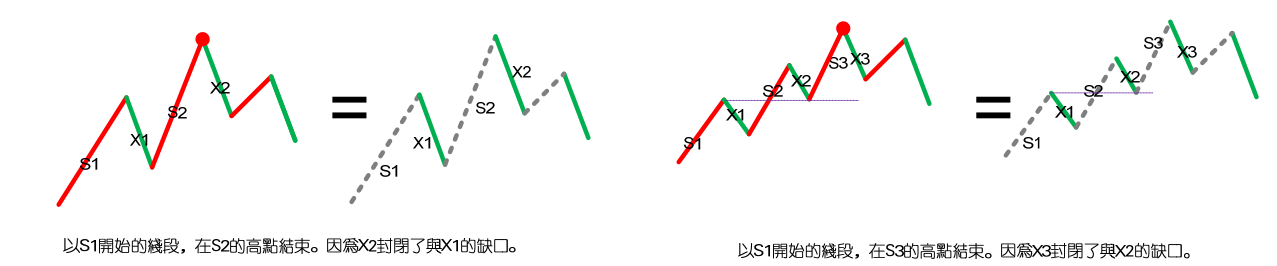 S1
X1
S2
X2
=
S1
X1
S2
X2
S1
X1
S2
X2
S3
X3
=
S1
X1
S2
X2
S3
X3
以S1開始的綫段，在S2的高點結束。因爲X2封閉了與X1的缺口。
以S1開始的綫段，在S3的高點結束。因爲X3封閉了與X2的缺口。